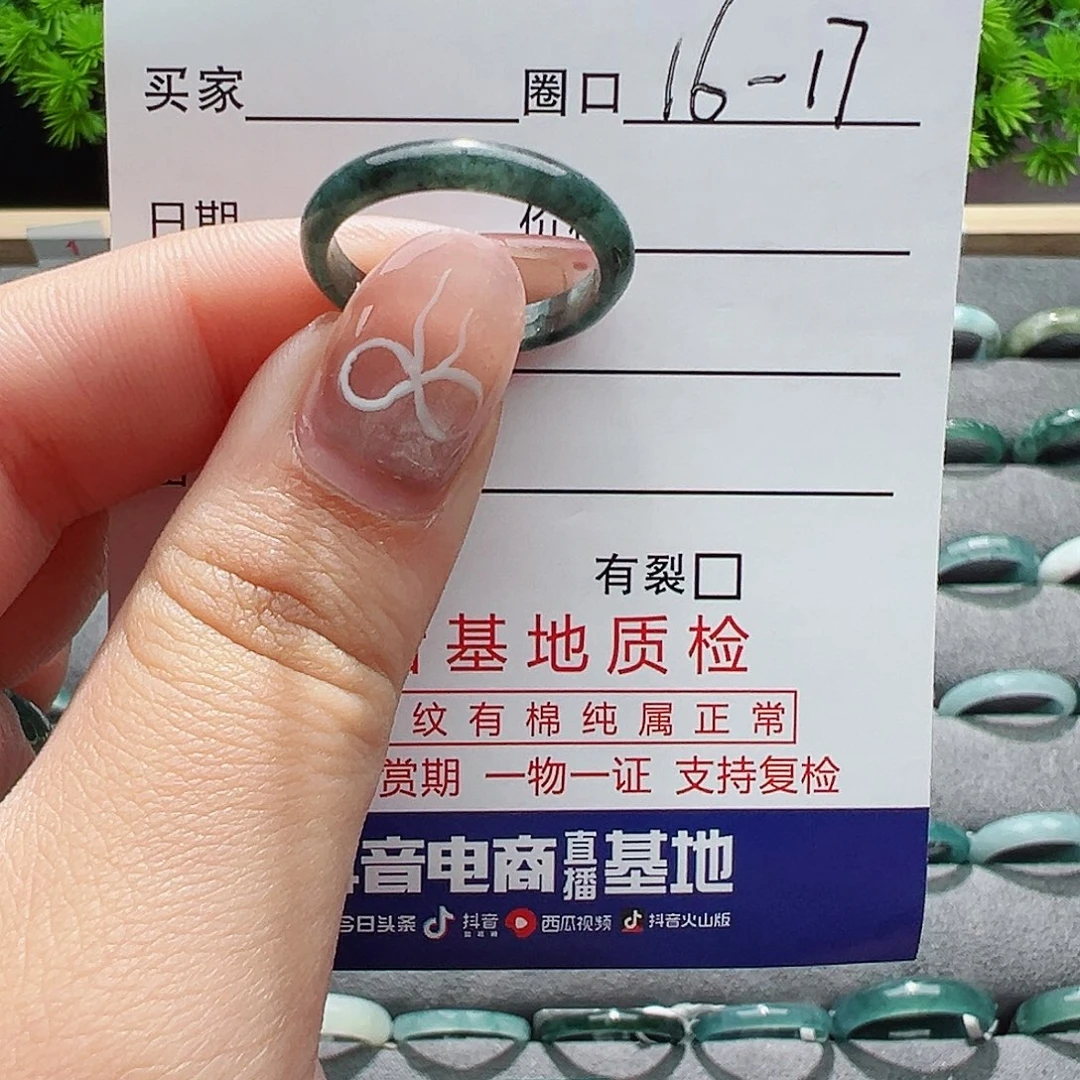 买家 圈口 16-17
日期
有裂□
基地质检
纹有棉纯属正常
赏期 一物一证 支持复检
音电商直播基地
今日头条 抖音 西瓜视频 抖音火山版
1